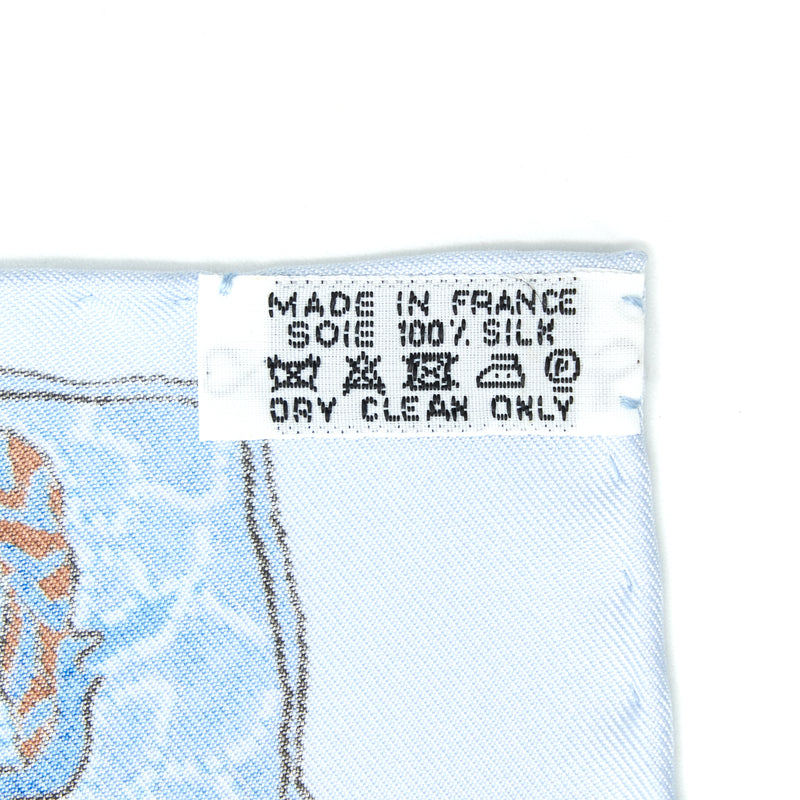 MADE IN FRANCE
SOIE 100% SILK
P
DRY CLEAN ONLY